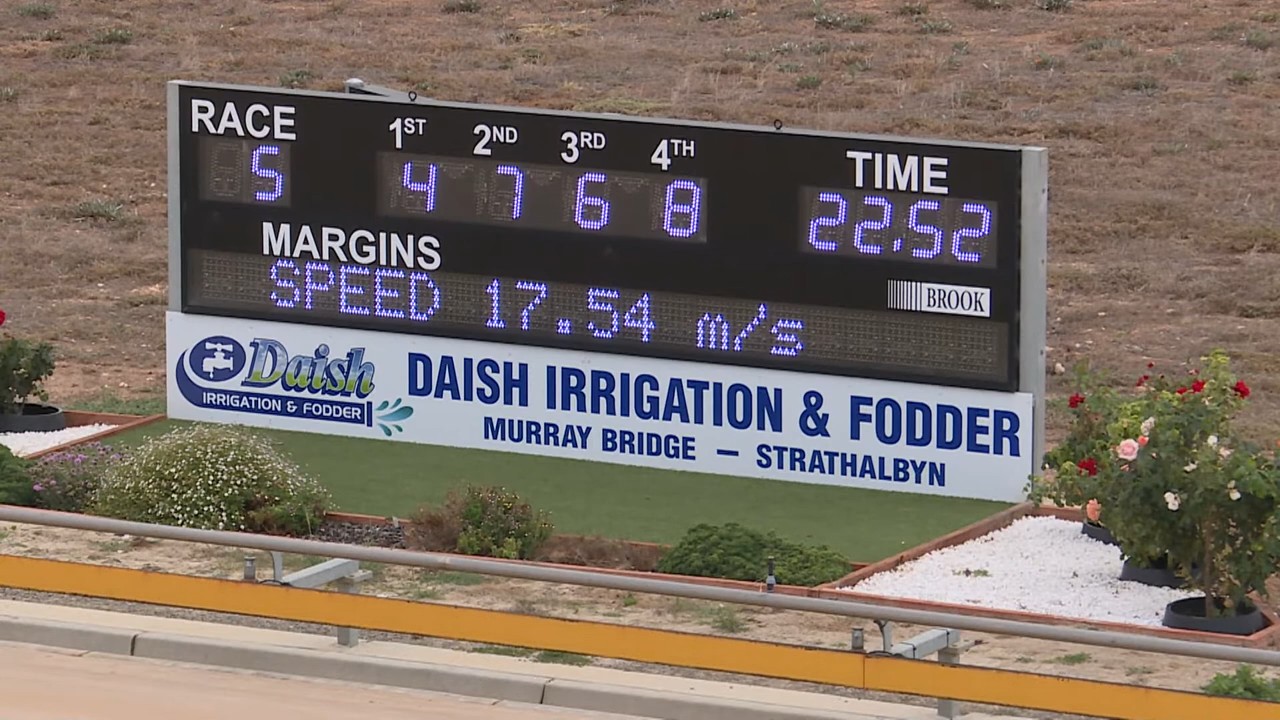 RACE 1ST 2ND 3RD 4TH TIME
5 4 7 6 8 22.52
MARGINS
SPEED 17.54 m/s
BROOK
Daish
IRRIGATION & FODDER
DAISH IRRIGATION & FODDER
MURRAY BRIDGE – STRATHALBYN